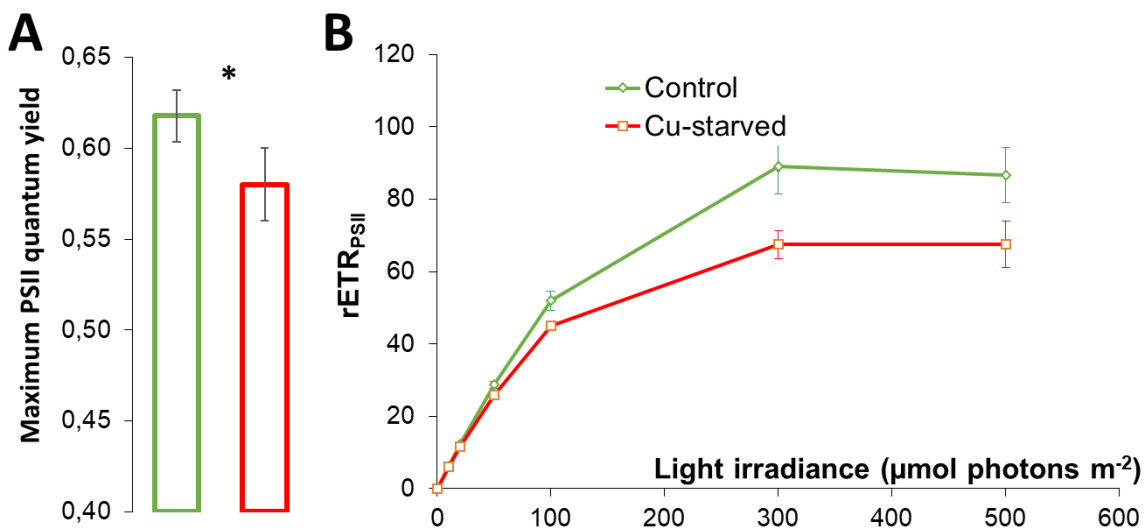 A
Maximum PSII quantum yield
0,65
0,60
0,55
0,50
0,45
0,40
*
B
rETRPSII
120
100
80
60
40
20
0
Control
Cu-starved
Light irradiance (µmol photons m-2)
0 100 200 300 400 500 600